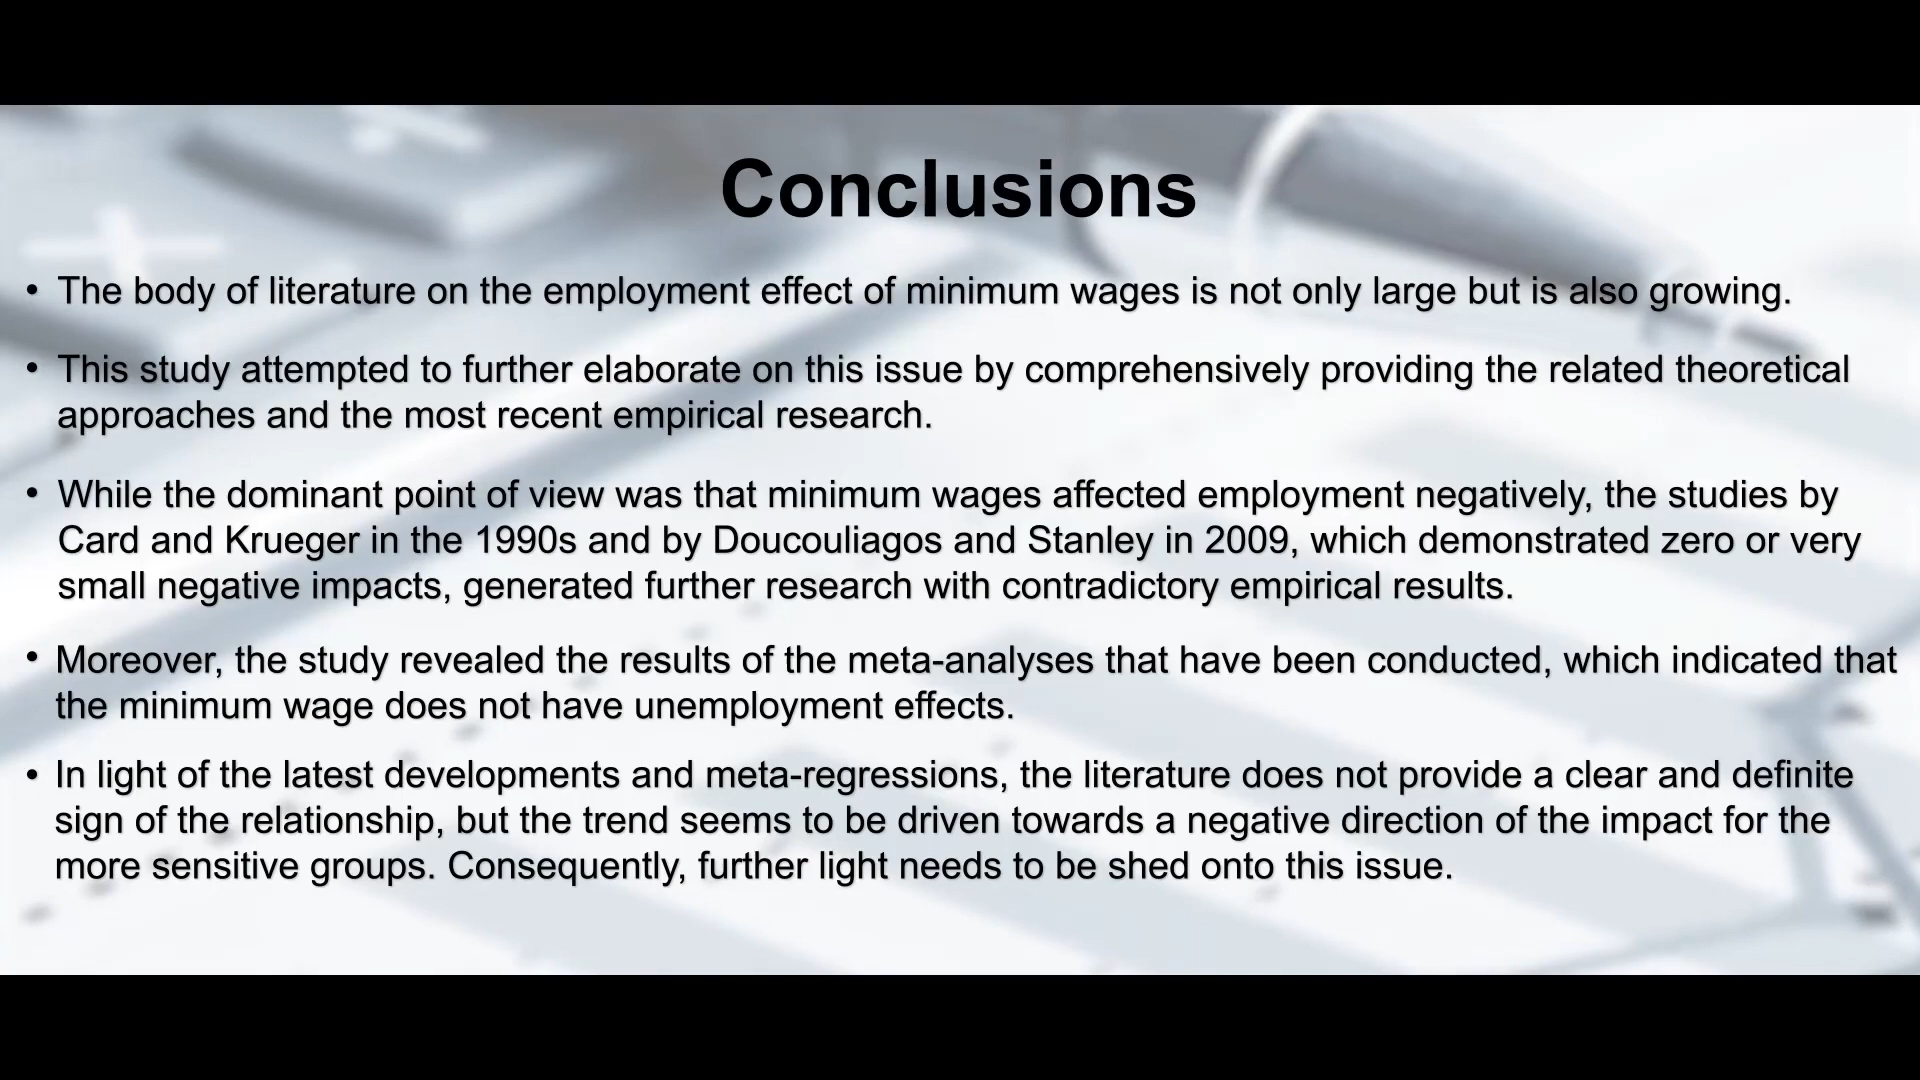 Conclusions
• The body of literature on the employment effect of minimum wages is not only large but is also growing.
• This study attempted to further elaborate on this issue by comprehensively providing the related theoretical
approaches and the most recent empirical research.
• While the dominant point of view was that minimum wages affected employment negatively, the studies by
Card and Krueger in the 1990s and by Doucouliagos and Stanley in 2009, which demonstrated zero or very
small negative impacts, generated further research with contradictory empirical results.
• Moreover, the study revealed the results of the meta-analyses that have been conducted, which indicated that
the minimum wage does not have unemployment effects.
• In light of the latest developments and meta-regressions, the literature does not provide a clear and definite
sign of the relationship, but the trend seems to be driven towards a negative direction of the impact for the
more sensitive groups. Consequently, further light needs to be shed onto this issue.